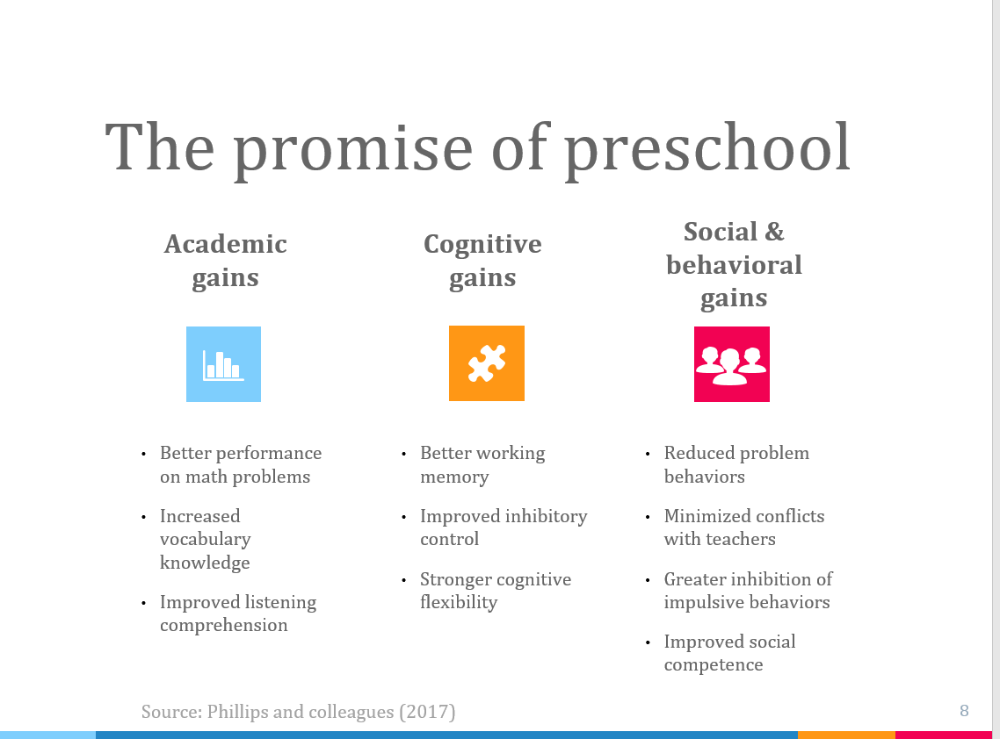 The promise of preschool
Academic
gains
Cognitive
gains
Social &
behavioral
gains
• Better performance
on math problems
• Increased
vocabulary
knowledge
• Improved listening
comprehension
• Better working
memory
• Improved inhibitory
control
• Stronger cognitive
flexibility
• Reduced problem
behaviors
• Minimized conflicts
with teachers
• Greater inhibition of
impulsive behaviors
• Improved social
competence
Source: Phillips and colleagues (2017)
8